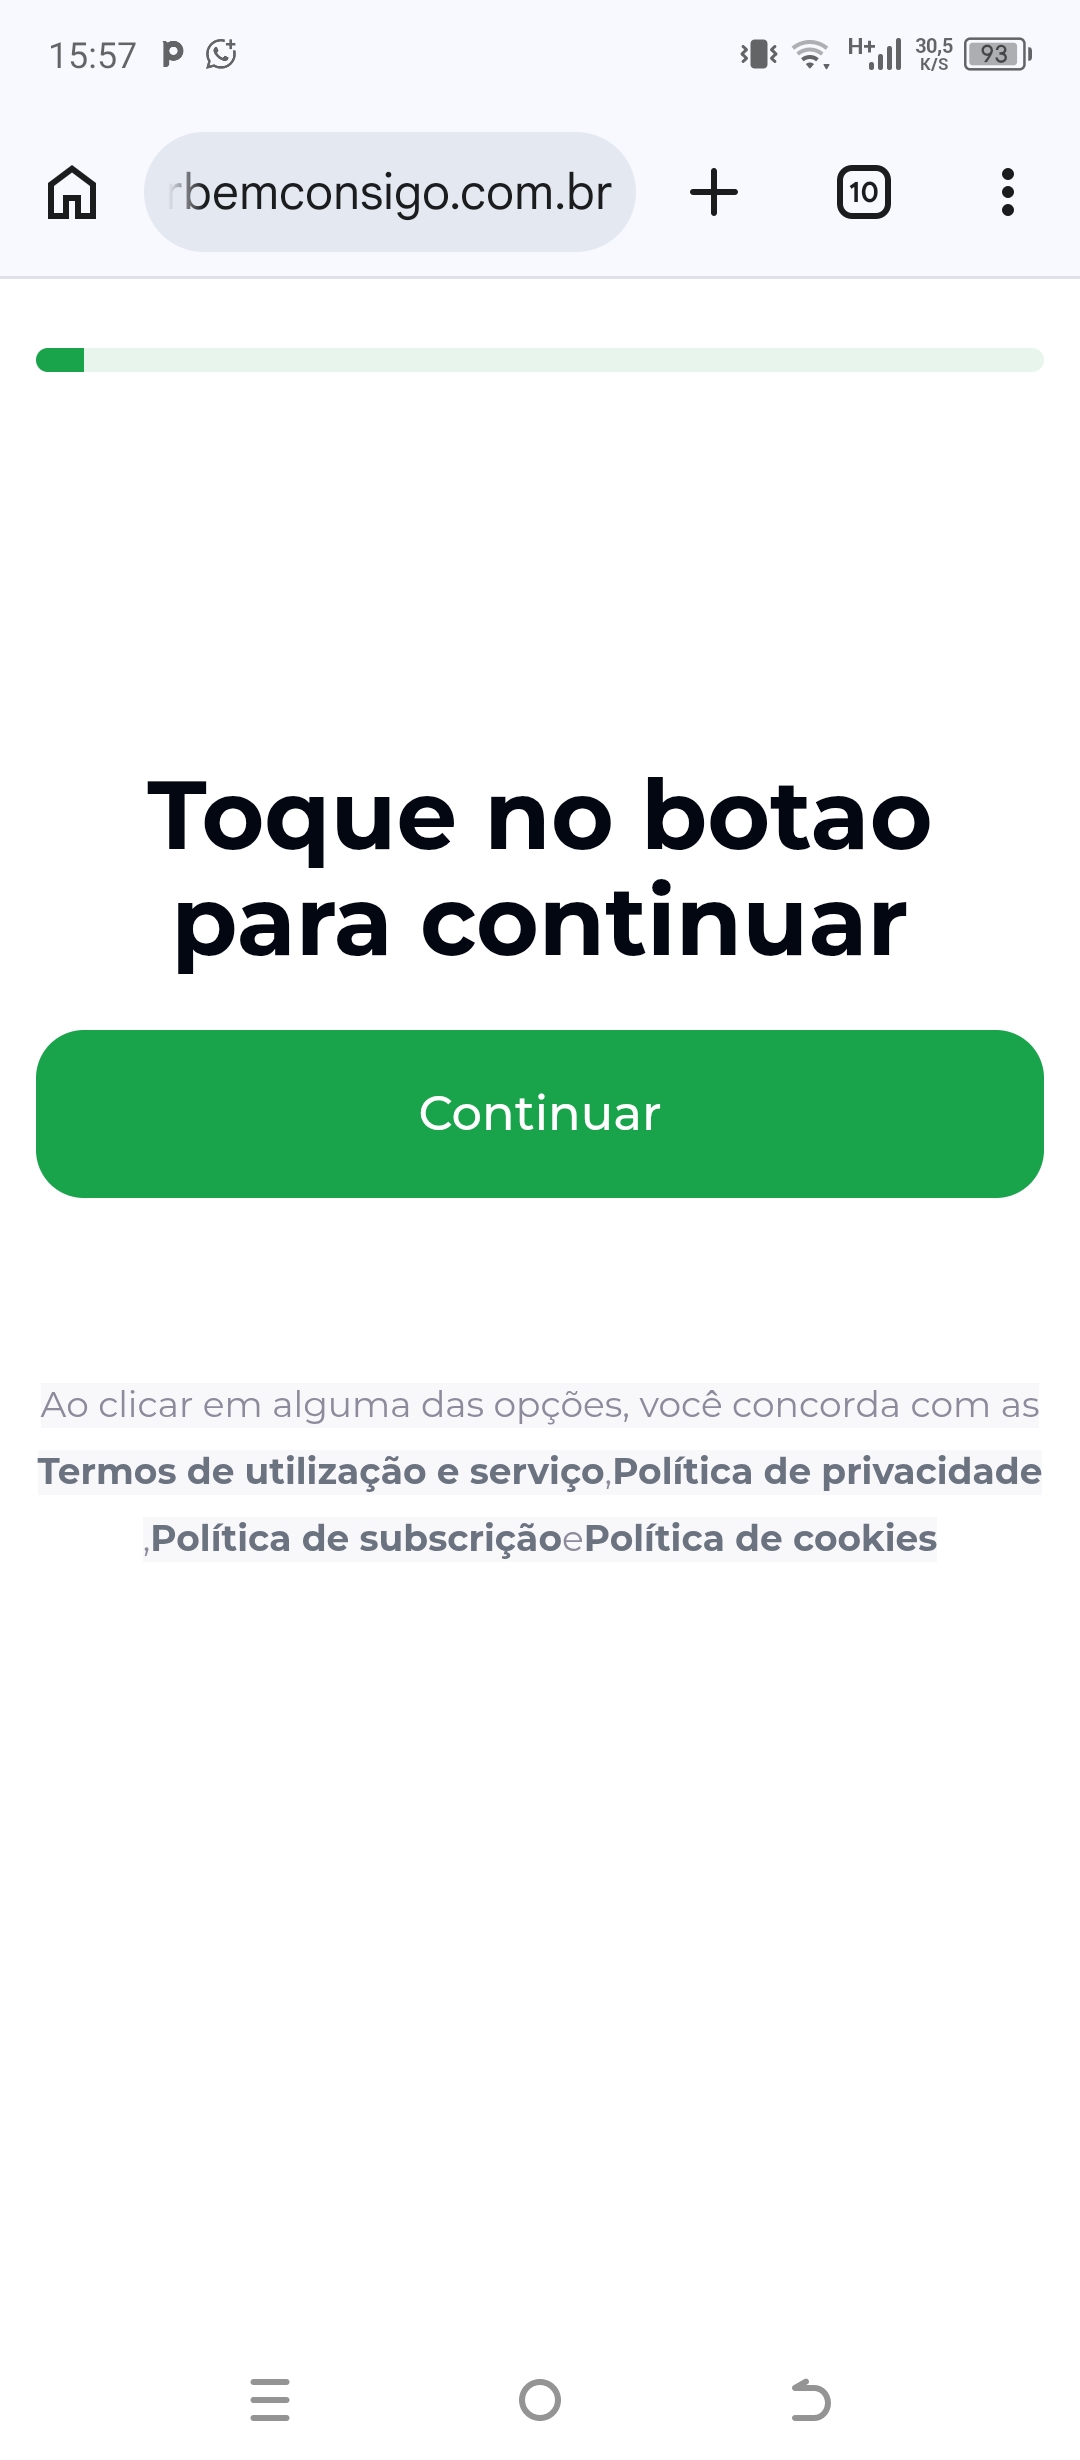 15:57
H+
30,5
K/S
93
rbemconsigo.com.br
10
Toque no botao
para continuar
Continuar
Ao clicar em alguma das opções, você concorda com as
Termos de utilização e serviço,Política de privacidade
,Política de subscriçãoePolítica de cookies